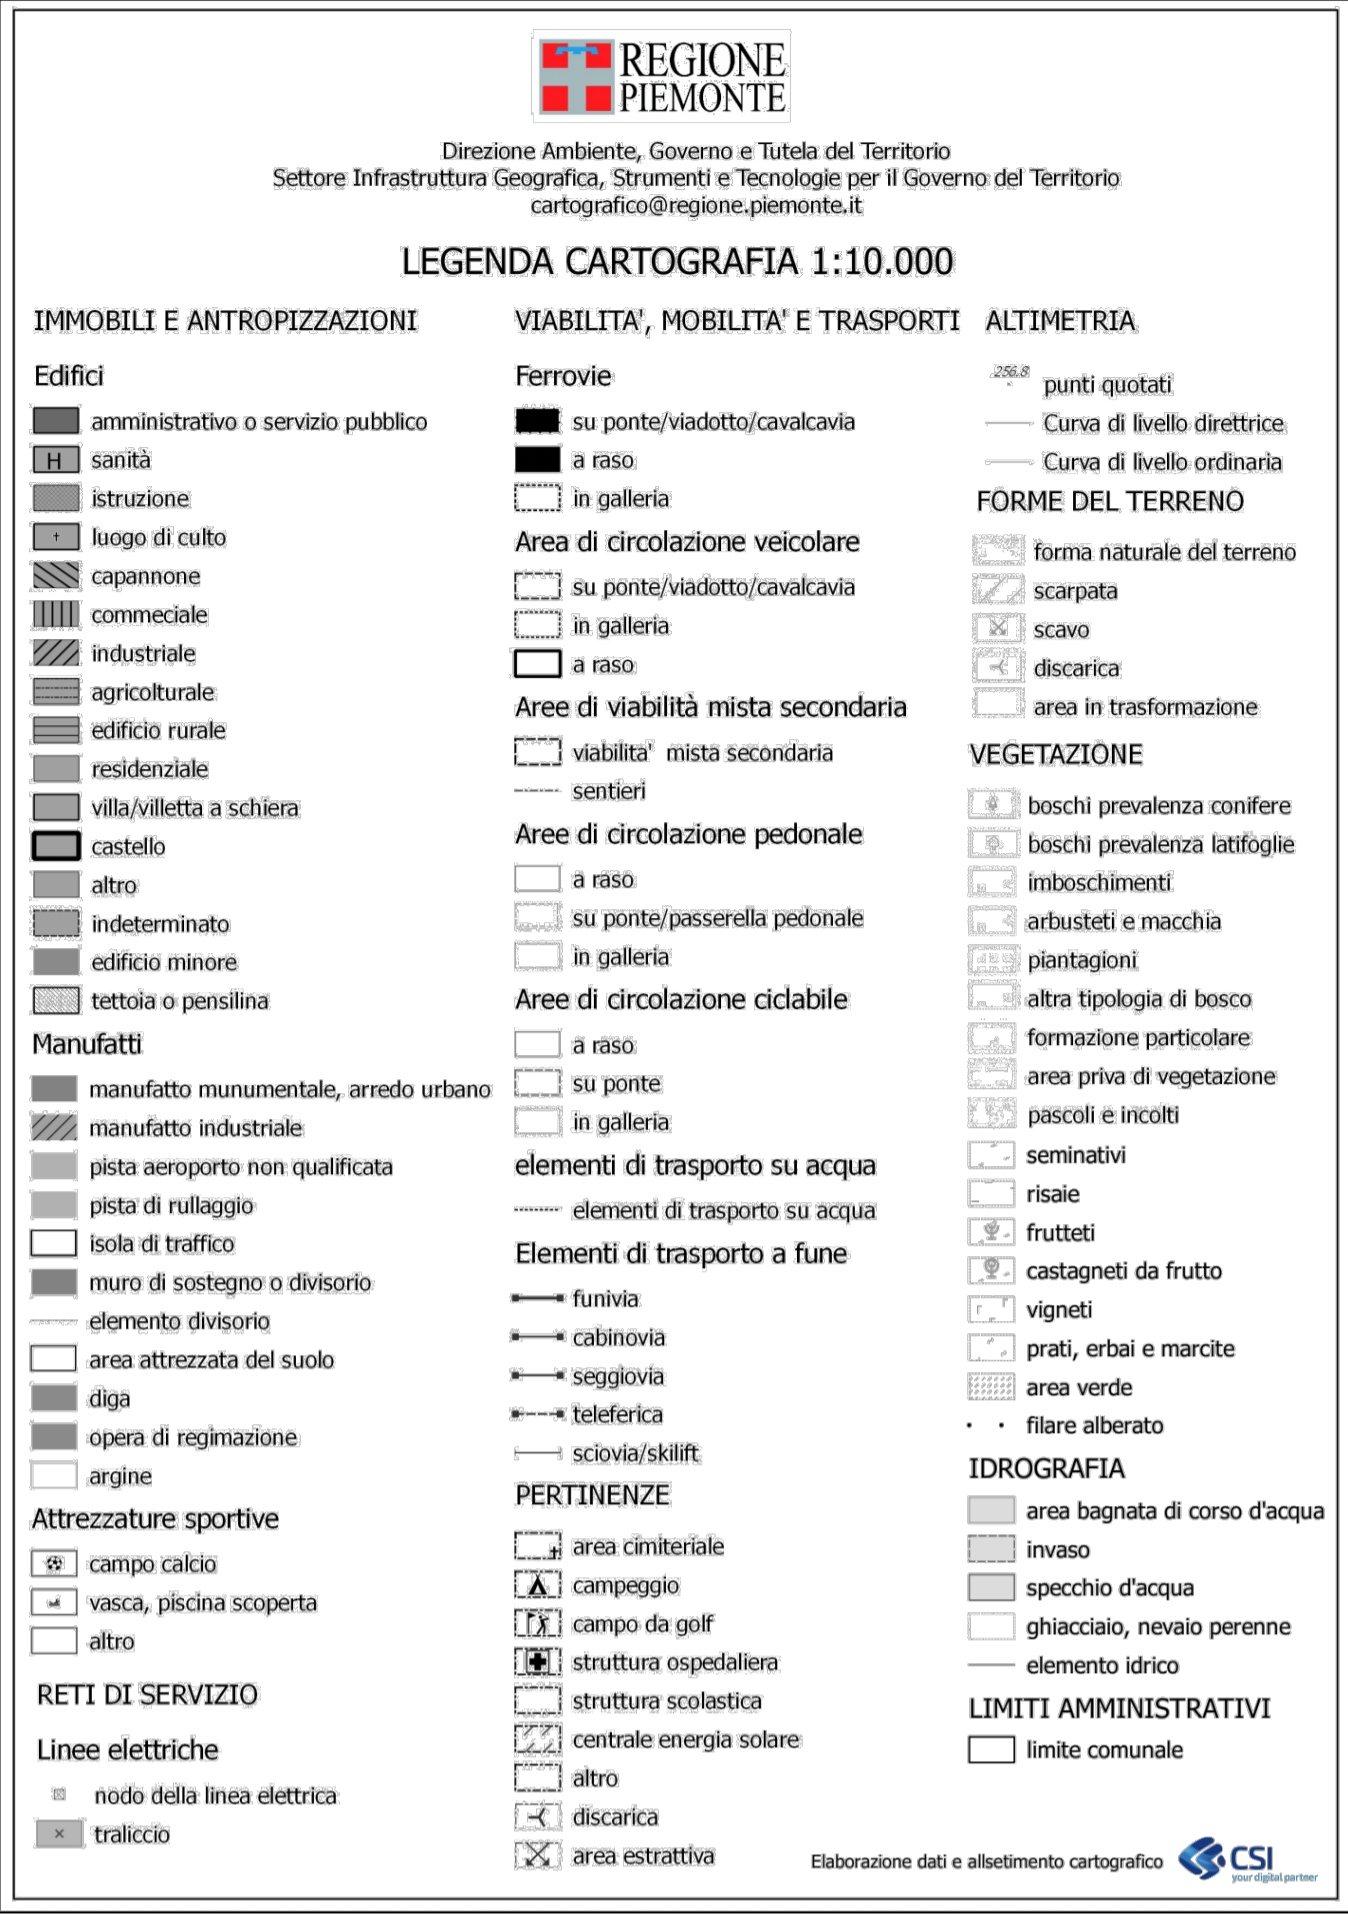 REGIONE
PIEMONTE
Direzione Ambiente, Governo e Tutela del Territorio
Settore Infrastruttura Geografica, Strumenti e Tecnologie per il Governo del Territorio
cartografico@regione.piemonte.it
LEGENDA CARTOGRAFIA 1:10.000
IMMOBILI E ANTROPIZZAZIONI
Edifici
amministrativo o servizio pubblico
H sanità
istruzione
luogo di culto
capannone
commeciale
industriale
agricolturale
edificio rurale
residenziale
villa/villetta a schiera
castello
altro
indeterminato
edificio minore
tettoia o pensilina
Manufatti
manufatto munumentale, arredo urbano
manufatto industriale
pista aeroporto non qualificata
pista di rullaggio
isola di traffico
muro di sostegno o divisorio
elemento divisorio
area attrezzata del suolo
diga
opera di regimazione
argine
Attrezzature sportive
campo calcio
vasca, piscina scoperta
altro
RETI DI SERVIZIO
Linee elettriche
nodo della linea elettrica
traliccio
VIABILITA', MOBILITA' E TRASPORTI
Ferrovie
su ponte/viadotto/cavalcavia
a raso
in galleria
Area di circolazione veicolare
su ponte/viadotto/cavalcavia
in galleria
a raso
Aree di viabilità mista secondaria
viabilita' mista secondaria
sentieri
Aree di circolazione pedonale
a raso
su ponte/passerella pedonale
in galleria
Aree di circolazione ciclabile
a raso
su ponte
in galleria
elementi di trasporto su acqua
elementi di trasporto su acqua
Elementi di trasporto a fune
funivia
cabinovia
seggiovia
teleferica
sciovia/skilift
PERTINENZE
area cimiteriale
campeggio
campo da golf
struttura ospedaliera
struttura scolastica
centrale energia solare
altro
discarica
area estrattiva
ALTIMETRIA
256.8 punti quotati
Curva di livello direttrice
Curva di livello ordinaria
FORME DEL TERRENO
forma naturale del terreno
scarpata
scavo
discarica
area in trasformazione
VEGETAZIONE
boschi prevalenza conifere
boschi prevalenza latifoglie
imboschimenti
arbusteti e macchia
piantagioni
altra tipologia di bosco
formazione particolare
area priva di vegetazione
pascoli e incolti
seminativi
risaie
frutteti
castagneti da frutto
vigneti
prati, erbai e marcite
area verde
filare alberato
IDROGRAFIA
area bagnata di corso d'acqua
invaso
specchio d'acqua
ghiacciaio, nevaio perenne
elemento idrico
LIMITI AMMINISTRATIVI
limite comunale
Elaborazione dati e allsetimento cartografico
CSI
your digital partner